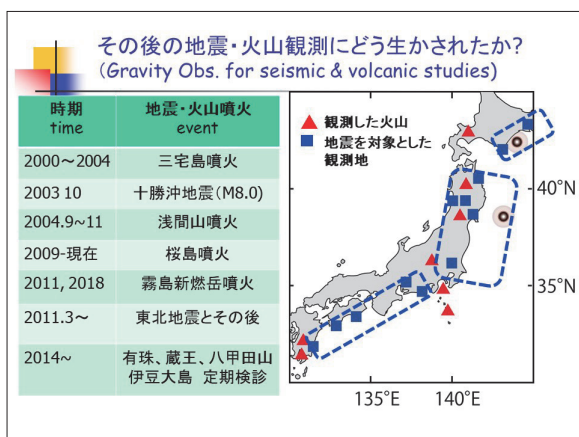 その後の地震・火山観測にどう生かされたか?
(Gravity Obs. for seismic & volcanic studies)
時期
time
地震・火山噴火
event
2000~2004
三宅島噴火
2003 10
十勝沖地震(M8.0)
2004.9~11
浅間山噴火
2009-現在
桜島噴火
2011, 2018
霧島新燃岳噴火
2011.3~
東北地震とその後
2014~
有珠、蔵王、八甲田山
伊豆大島 定期検診
観測した火山
地震を対象とした
観測地
40°N
35°N
135°E
140°E